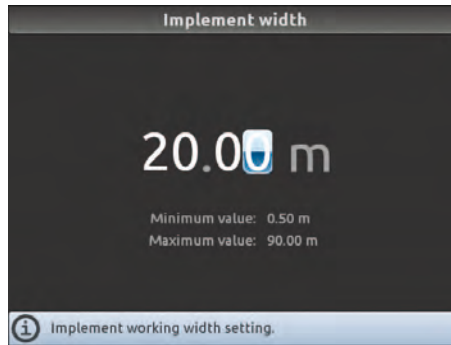 Implement width
20.00 m
Minimum value: 0.50 m
Maximum value: 90.00 m
Implement working width setting.